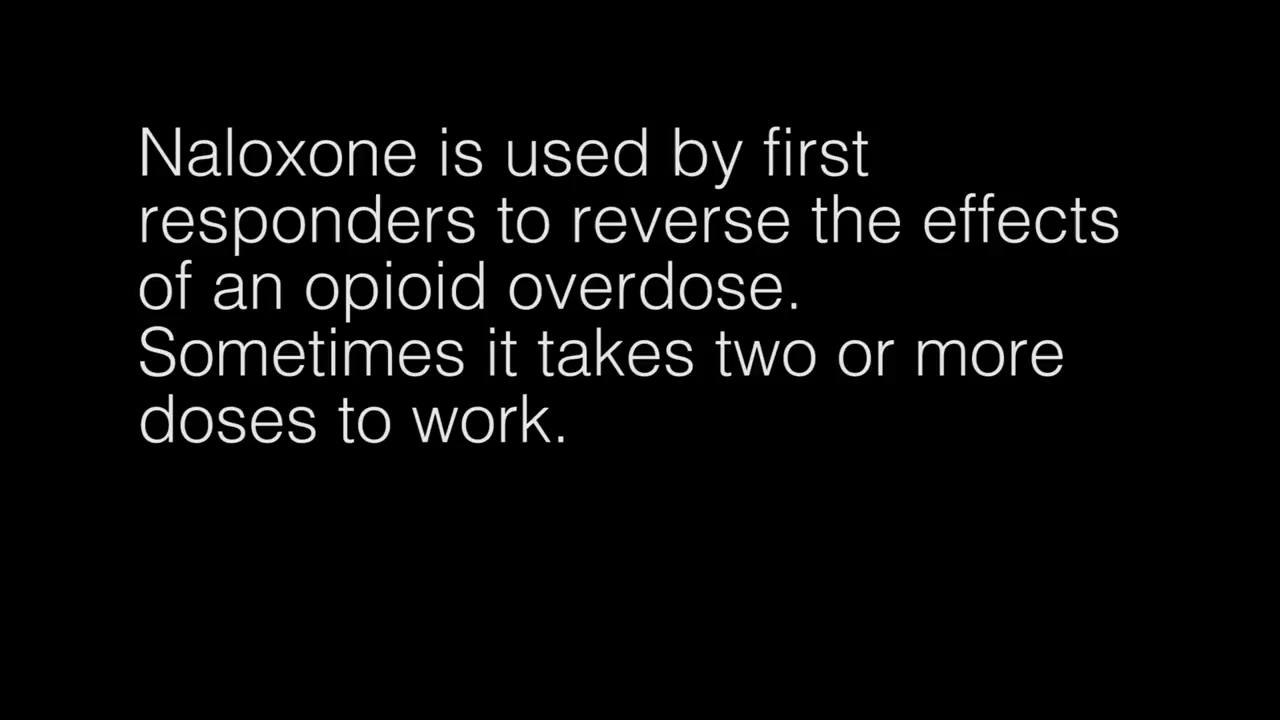 Naloxone is used by first
responders to reverse the effects
of an opioid overdose.
Sometimes it takes two or more
doses to work.